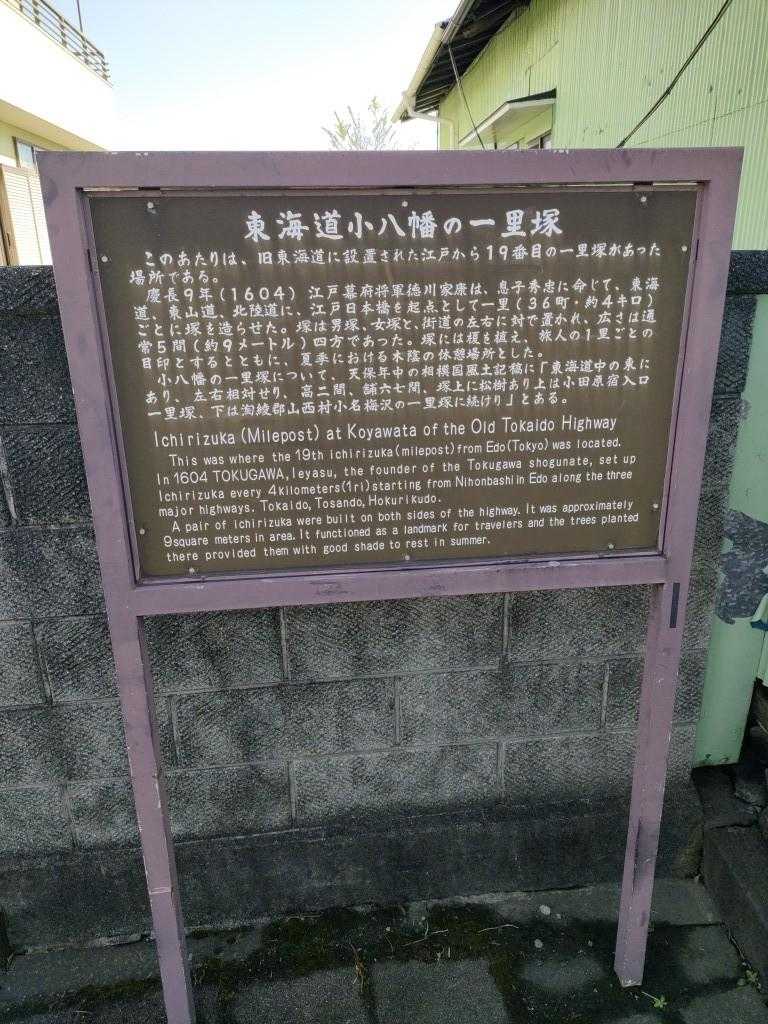 東海道小八幡の一里塚
このあたりは、旧東海道に設置された江戸から19番目の一里塚があった
場所である。
慶長9年(1604)江戸幕府将軍徳川家康は、息子秀忠に命じて、東海
道、東山道、北陸道に、江戸日本橋を起点として一里(36町・約4キロ)
ごとに塚を造らせた。塚は男塚、女塚と、街道の左右に対で置かれ、広さは通
常5間(約9メートル)四方であった。塚には榎を植え、旅人の1里ごとの
目印とするとともに、夏季における木陰の休憩場所とした。
小八幡の一里塚について、天保年中の相模国風土記稿に「東海道中の東に
あり、左右相対せり、高二間、舗六七間、塚上に松樹あり上は小田原宿入口
一里塚、下は淘綾郡山西村小名梅沢の一里塚に続けり」とある。
Ichirizuka (Milepost) at Koyawata of the Old Tokaido Highway
This was where the 19th ichirizuka(milepost)from Edo(Tokyo) was located.
In 1604 TOKUGAWA, Ieyasu, the founder of the Tokugawa shogunate, set up
Ichirizuka every 4kilometers(1ri)starting from Nihonbashi in Edo along the three
major highways. Tokaido, Tosando, Hokurikudo.
A pair of ichirizuka were built on both sides of the highway. It was approximately
9square meters in area. It functioned as a landmark for travelers and the trees planted
there provided them with good shade to rest in summer.